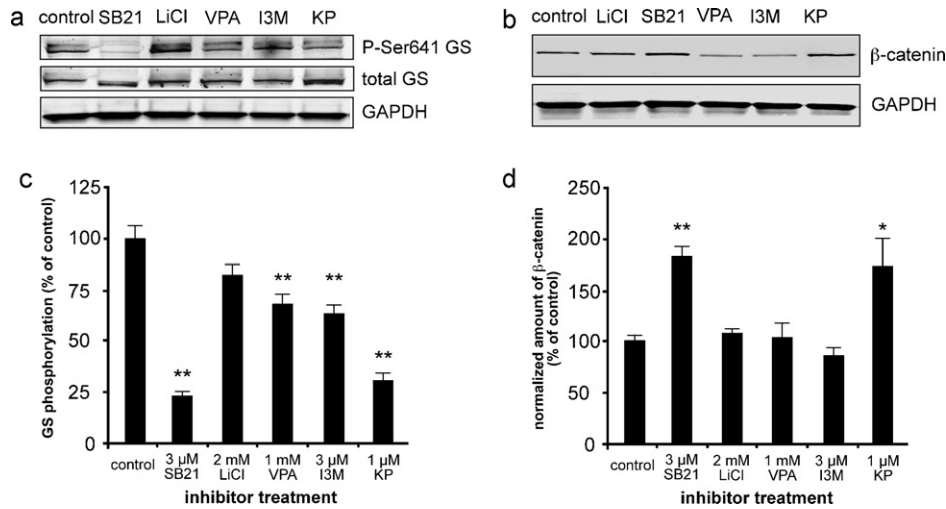 a
control SB21 LiCl VPA I3M KP
P-Ser641 GS
total GS
GAPDH
b
control LiCl SB21 VPA I3M KP
β-catenin
GAPDH
c
GS phosphorylation (% of control)
125
100
75
50
25
0
**
**
**
**
control
3 µM SB21
2 mM LiCl
1 mM VPA
3 µM I3M
1 µM KP
inhibitor treatment
d
normalized amount of β-catenin
(% of control)
250
200
150
100
50
0
**
*
control
3 µM SB21
2 mM LiCl
1 mM VPA
3 µM I3M
1 µM KP
inhibitor treatment